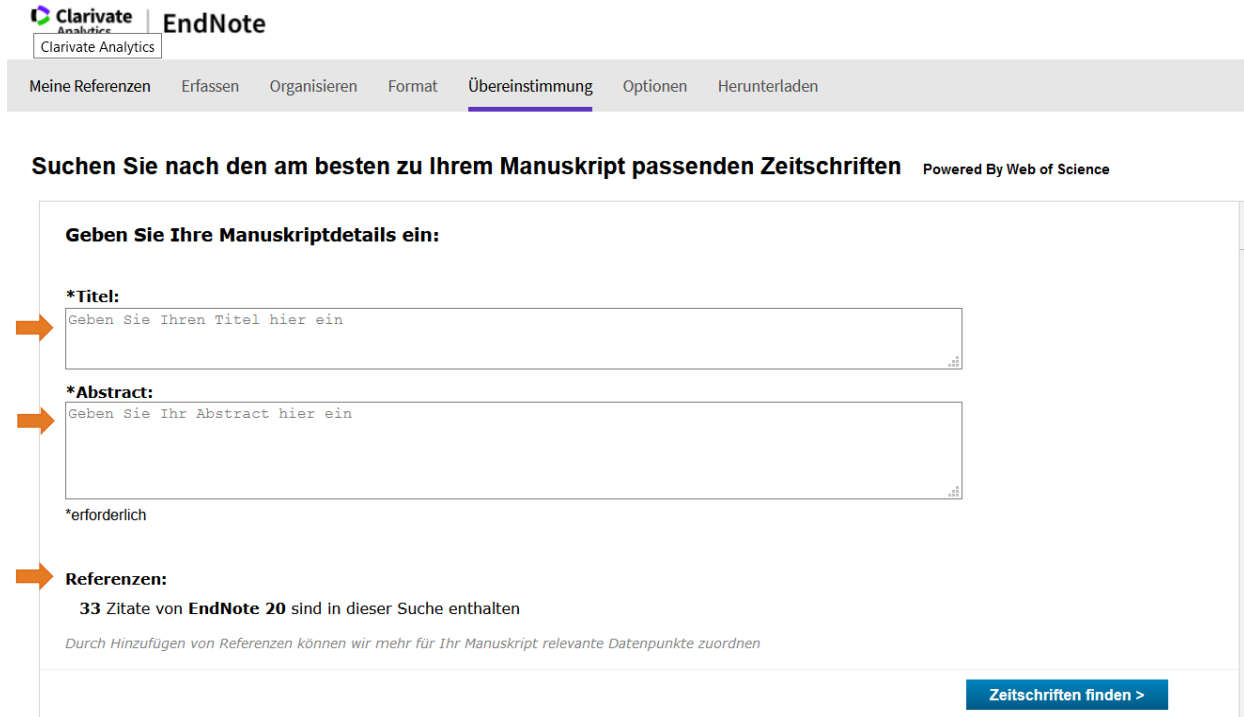 Clarivate
Analytics
EndNote
Clarivate Analytics
Meine Referenzen Erfassen Organisieren Format Übereinstimmung Optionen Herunterladen
Suchen Sie nach den am besten zu Ihrem Manuskript passenden Zeitschriften Powered By Web of Science
Geben Sie Ihre Manuskriptdetails ein:
*Titel:
Geben Sie Ihren Titel hier ein
*Abstract:
Geben Sie Ihr Abstract hier ein
*erforderlich
Referenzen:
33 Zitate von EndNote 20 sind in dieser Suche enthalten
Durch Hinzufügen von Referenzen können wir mehr für Ihr Manuskript relevante Datenpunkte zuordnen
Zeitschriften finden >